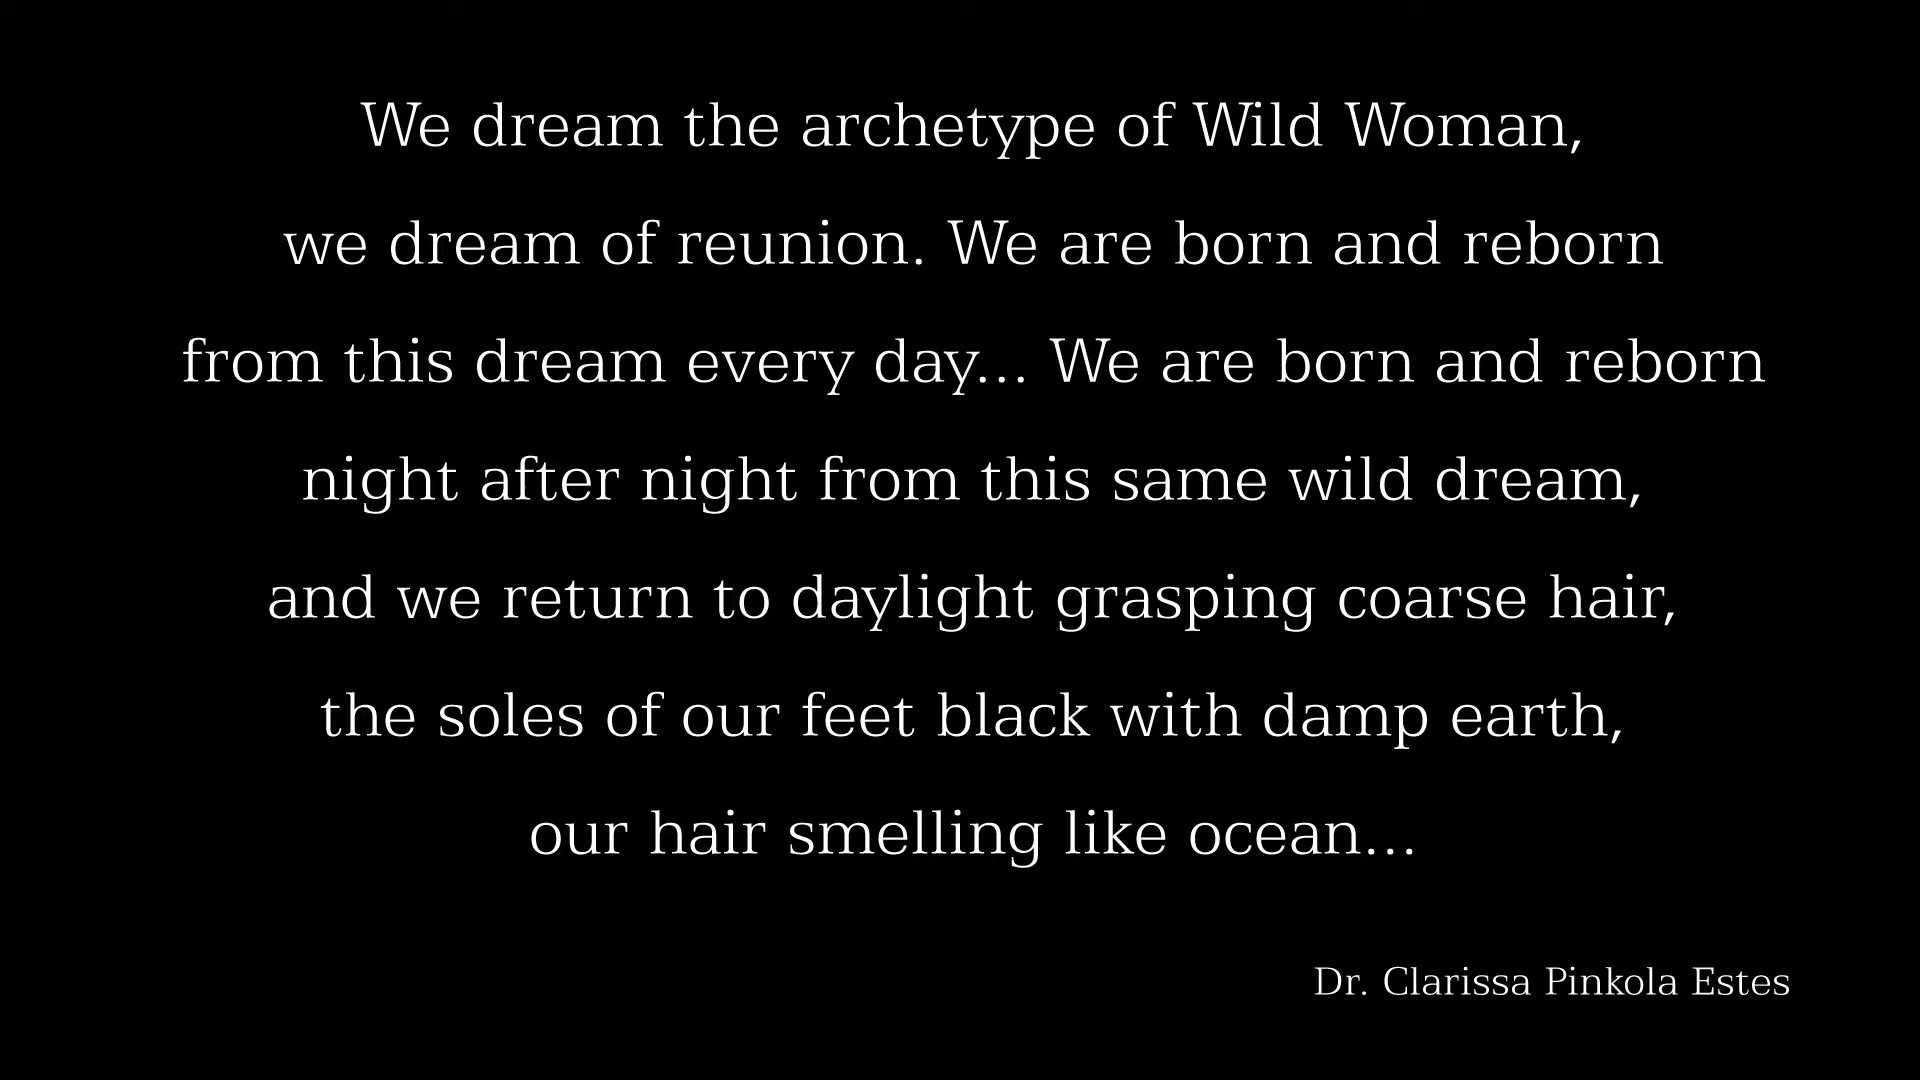 We dream the archetype of Wild Woman,
we dream of reunion. We are born and reborn
from this dream every day... We are born and reborn
night after night from this same wild dream,
and we return to daylight grasping coarse hair,
the soles of our feet black with damp earth,
our hair smelling like ocean...
Dr. Clarissa Pinkola Estes